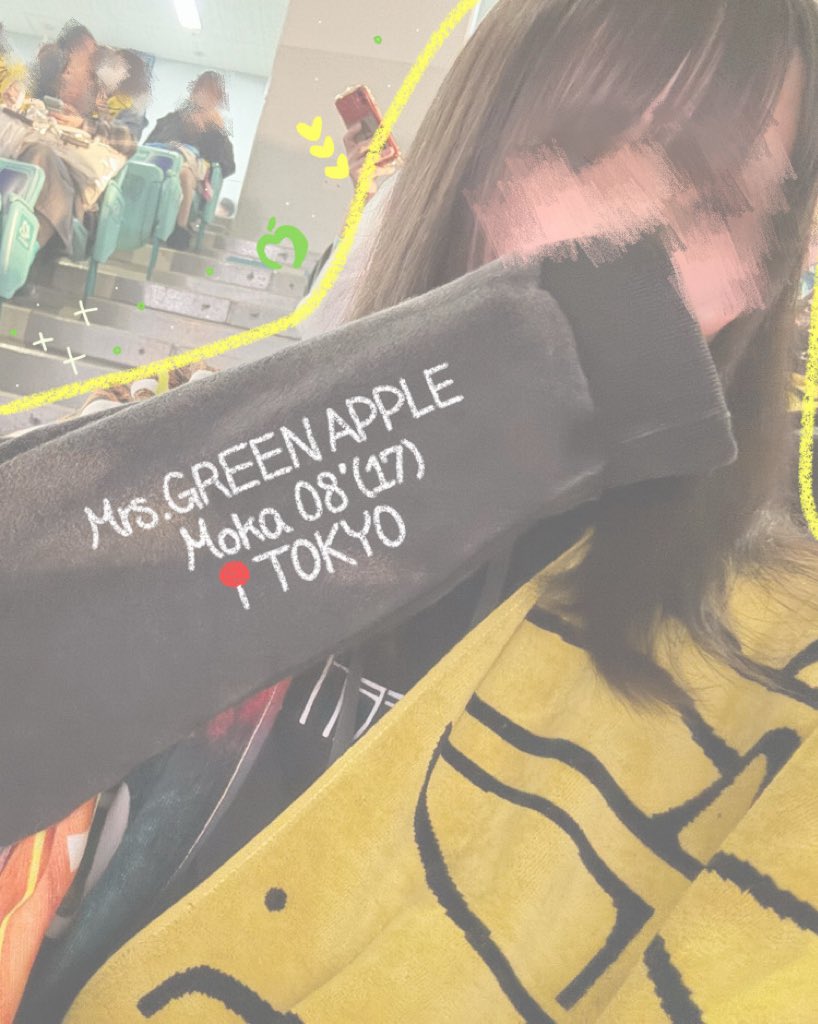 Mrs.GREEN APPLE
Moka 08'(17)
TOKYO